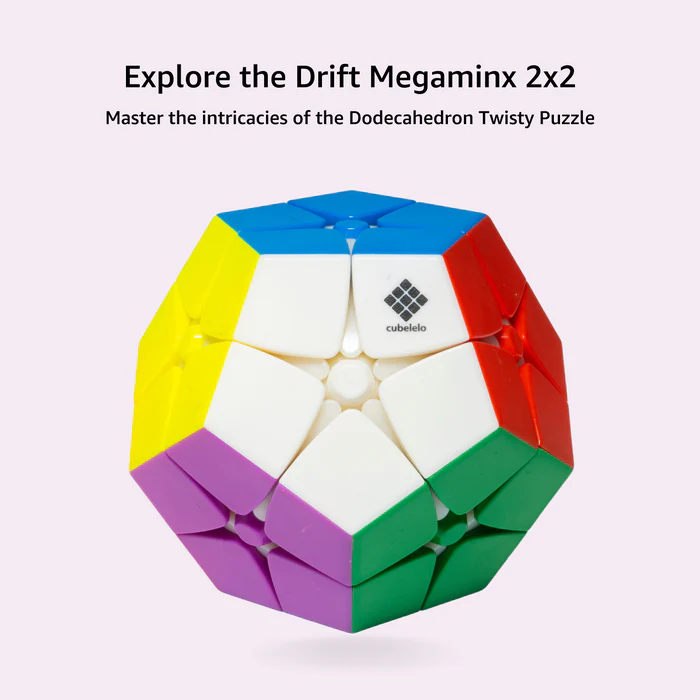 Explore the Drift Megaminx 2x2
Master the intricacies of the Dodecahedron Twisty Puzzle
cubelelo